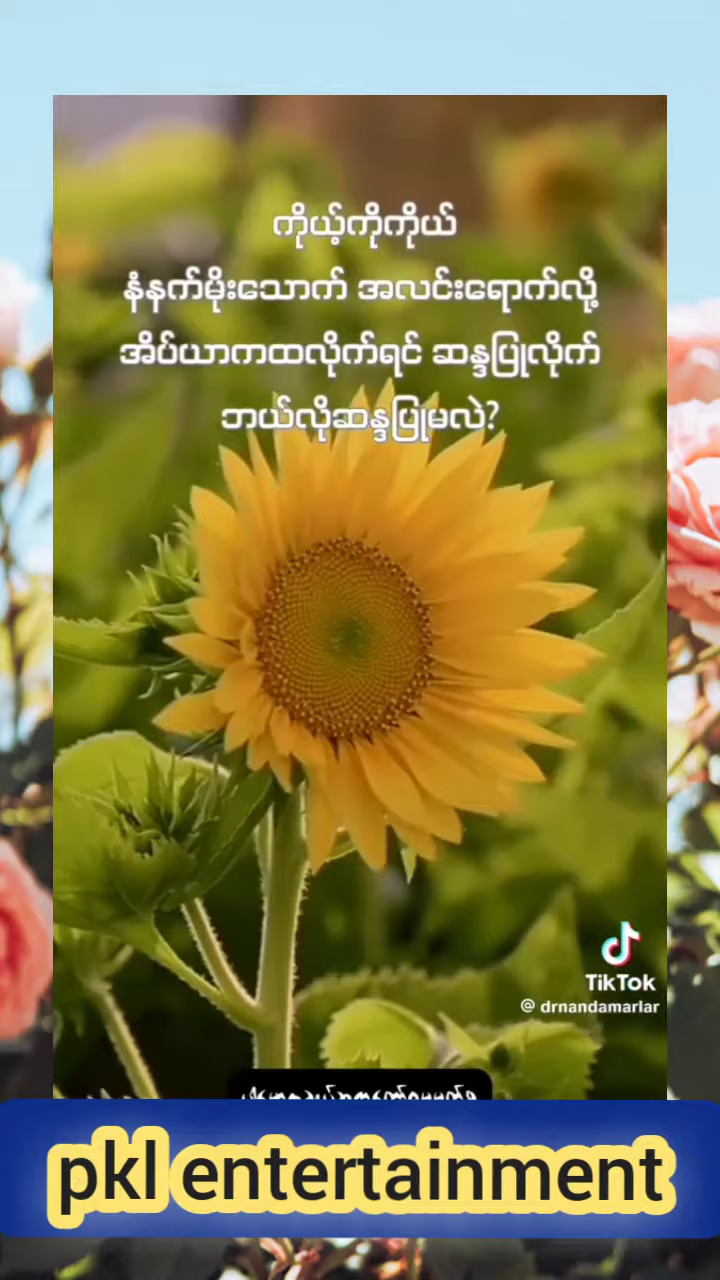 ကိုယ့်ကိုကိုယ်
နံနက်မိုးသောက် အလင်းရောက်လို့
အိပ်ယာကထလိုက်ရင် ဆန္ဒပြုလိုက်
ဘယ်လိုဆန္ဒပြုမလဲ?
TikTok
@ drnandamarlar
pkl entertainment